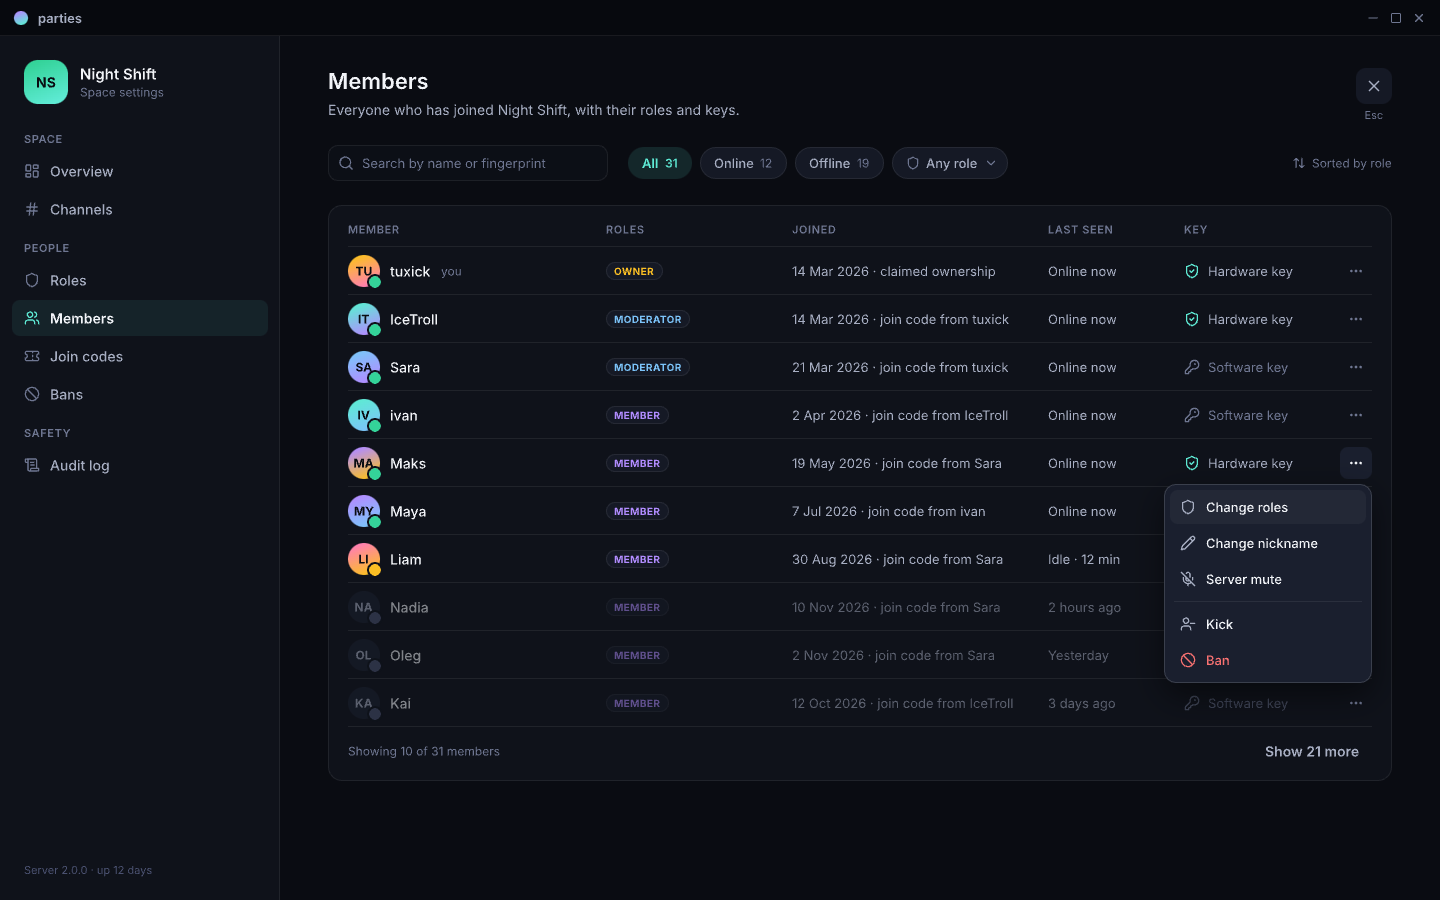 parties
NS
Night Shift
Space settings
SPACE
Overview
Channels
PEOPLE
Roles
Members
Join codes
Bans
SAFETY
Audit log
Server 2.0.0 · up 12 days
Members
Everyone who has joined Night Shift, with their roles and keys.
Esc
Search by name or fingerprint
All 31
Online 12
Offline 19
Any role
Sorted by role
MEMBER ROLES JOINED LAST SEEN KEY
TU tuxick you OWNER 14 Mar 2026 · claimed ownership Online now Hardware key
IT IceTroll MODERATOR 14 Mar 2026 · join code from tuxick Online now Hardware key
SA Sara MODERATOR 21 Mar 2026 · join code from tuxick Online now Software key
IV ivan MEMBER 2 Apr 2026 · join code from IceTroll Online now Software key
MA Maks MEMBER 19 May 2026 · join code from Sara Online now Hardware key
MY Maya MEMBER 7 Jul 2026 · join code from ivan Online now
LI Liam MEMBER 30 Aug 2026 · join code from Sara Idle · 12 min
NA Nadia MEMBER 10 Nov 2026 · join code from Sara 2 hours ago
OL Oleg MEMBER 2 Nov 2026 · join code from Sara Yesterday
KA Kai MEMBER 12 Oct 2026 · join code from IceTroll 3 days ago Software key
Change roles
Change nickname
Server mute
Kick
Ban
Showing 10 of 31 members
Show 21 more